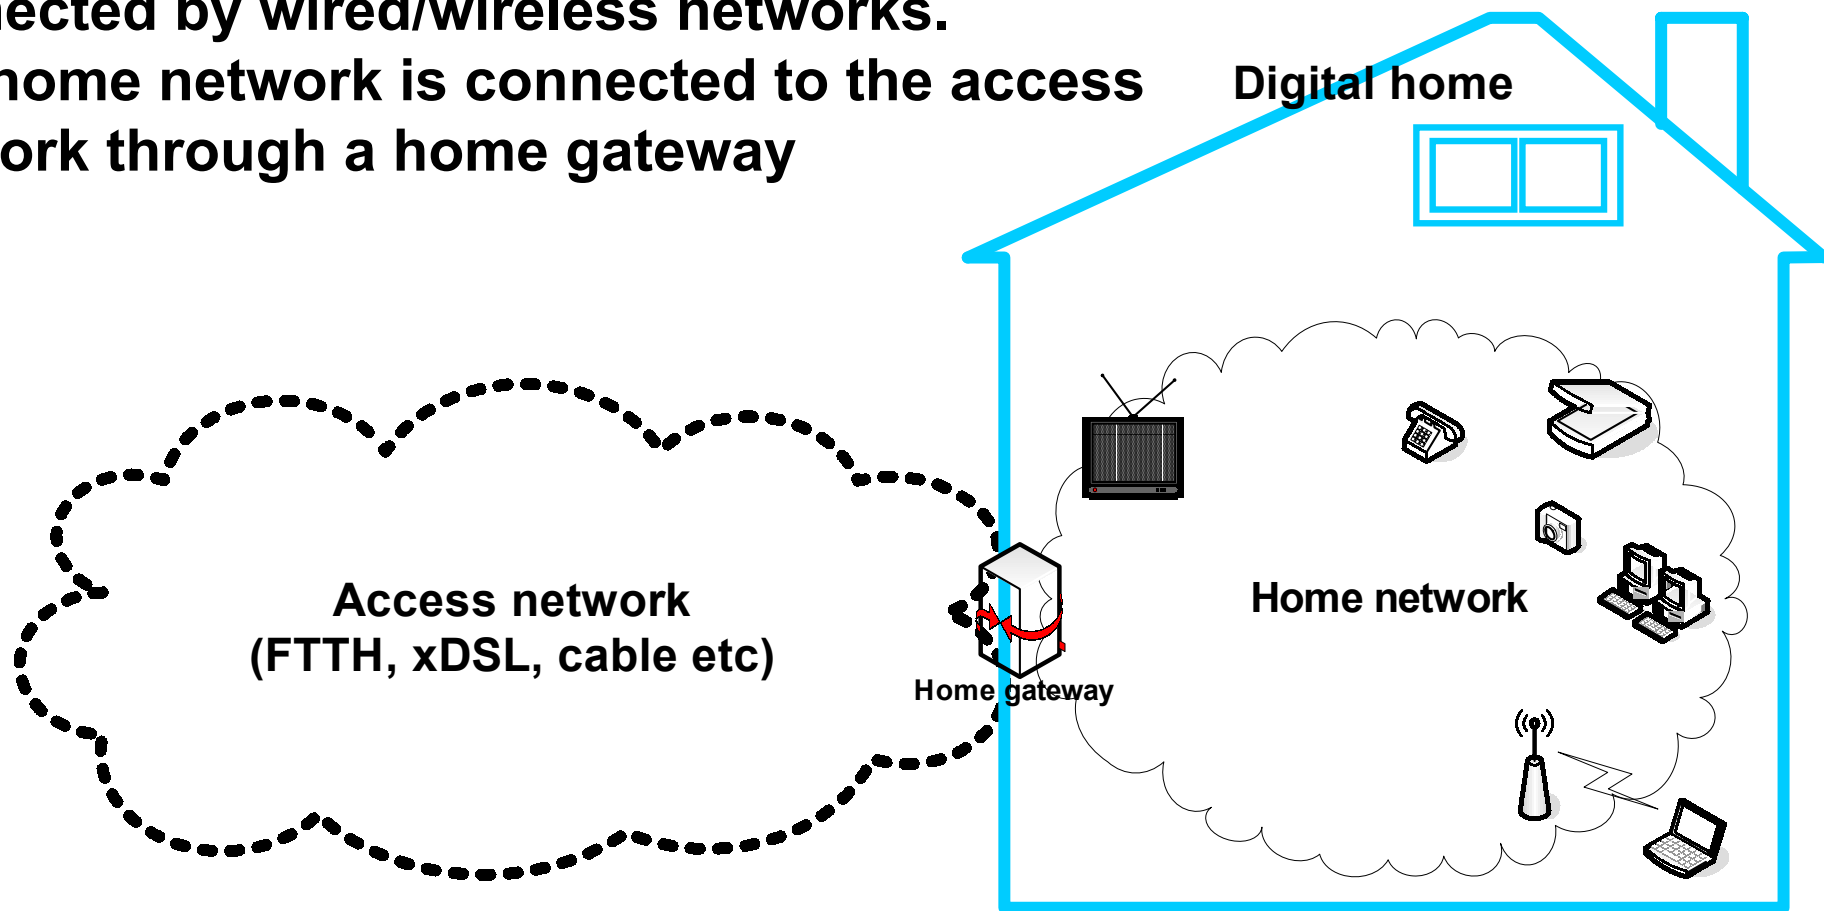 nected by wired/wireless networks.
home network is connected to the access
ork through a home gateway
Digital home
Access network
(FTTH, xDSL, cable etc)
Home gateway
Home network